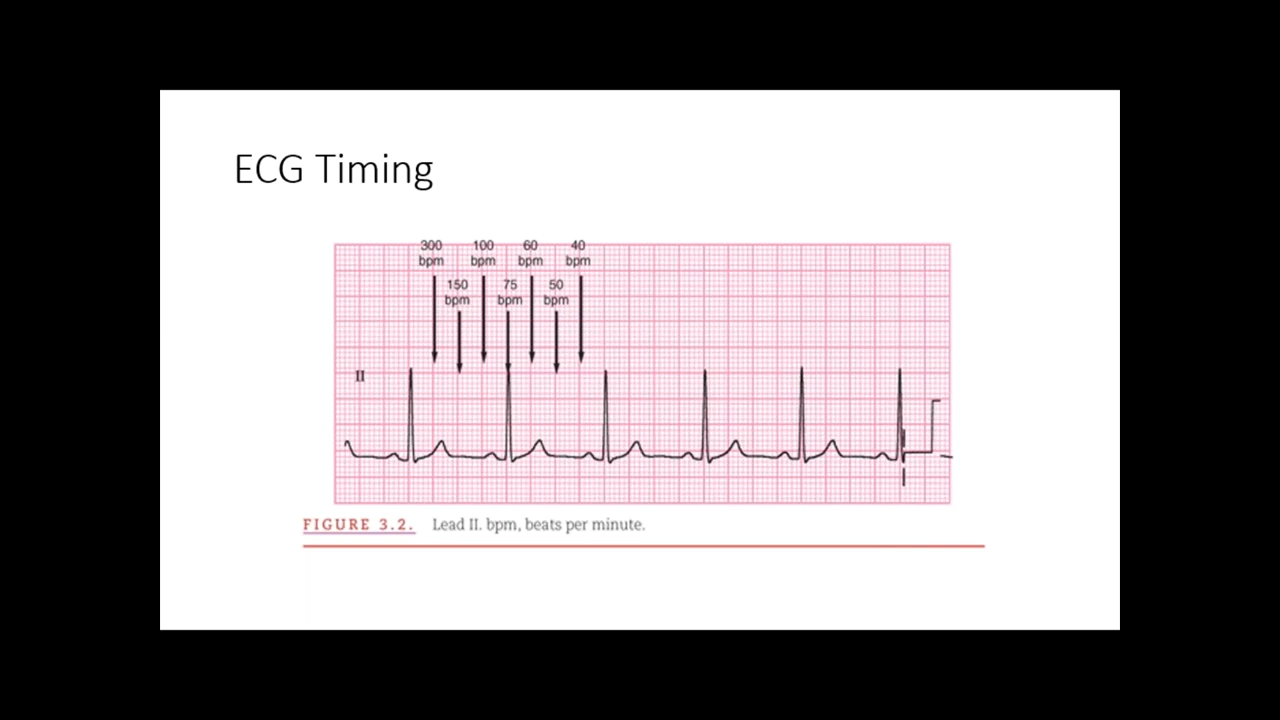 ECG Timing
300 100 60 40
bpm bpm bpm bpm
150 75 50
bpm bpm bpm
II
FIGURE 3.2. Lead II. bpm, beats per minute.